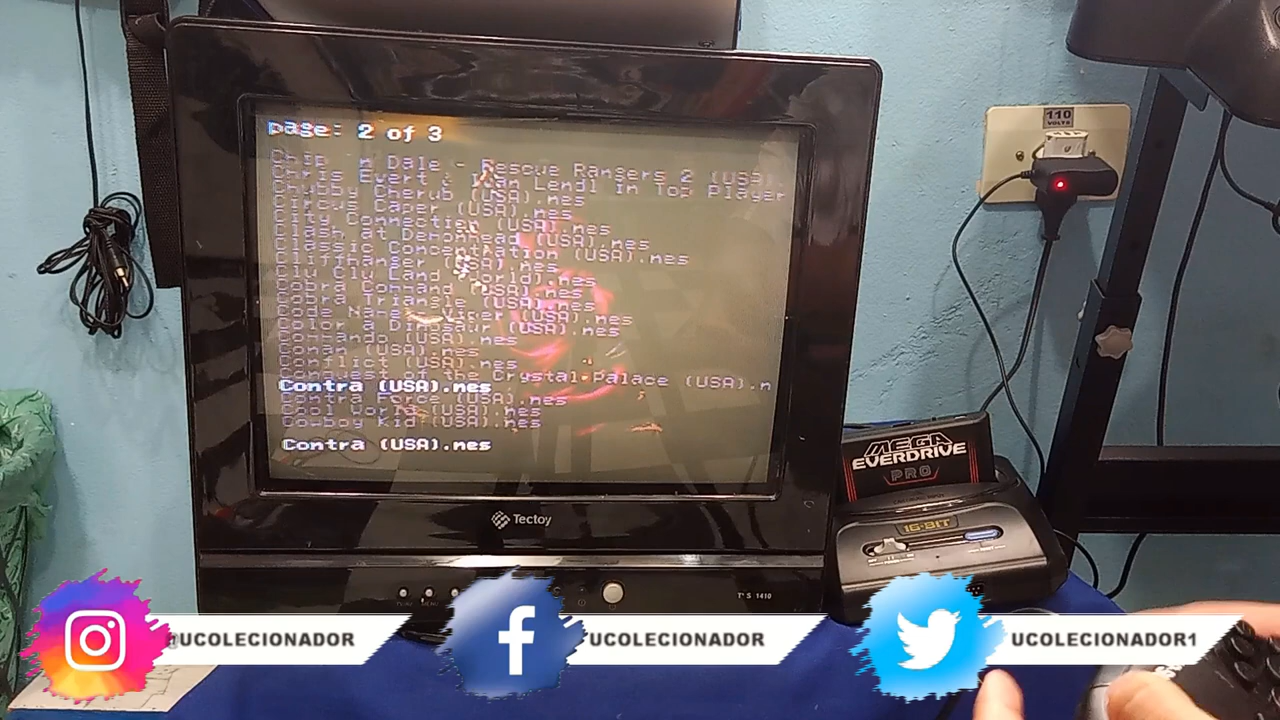 page: 2 of 3
Chip 'n Dale - Rescue Rangers 2 (USA)
Chris Evert & Ivan Lendl in Top Player
Chubby Cherub (USA).nes
Circus Caper (USA).nes
City Connection (USA).nes
Clash at Demonhead (USA).nes
Classic Concentration (USA).nes
Cliffhanger (USA).nes
Clu Clu Land (World).nes
Cobra Command (USA).nes
Cobra Triangle (USA).nes
Code Name - Viper (USA).nes
Color a Dinosaur (USA).nes
Commando (USA).nes
Conan (USA).nes
Conflict (USA).nes
Conquest of the Crystal Palace (USA).n
Contra (USA).nes
Contra Force (USA).nes
Cool World (USA).nes
Cowboy Kid (USA).nes
Contra (USA).nes
Tectoy
110
VOLTS
MEGA
EVERDRIVE
PRO
16-BIT
@UCOLECIONADOR
UCOLECIONADOR
UCOLECIONADOR1